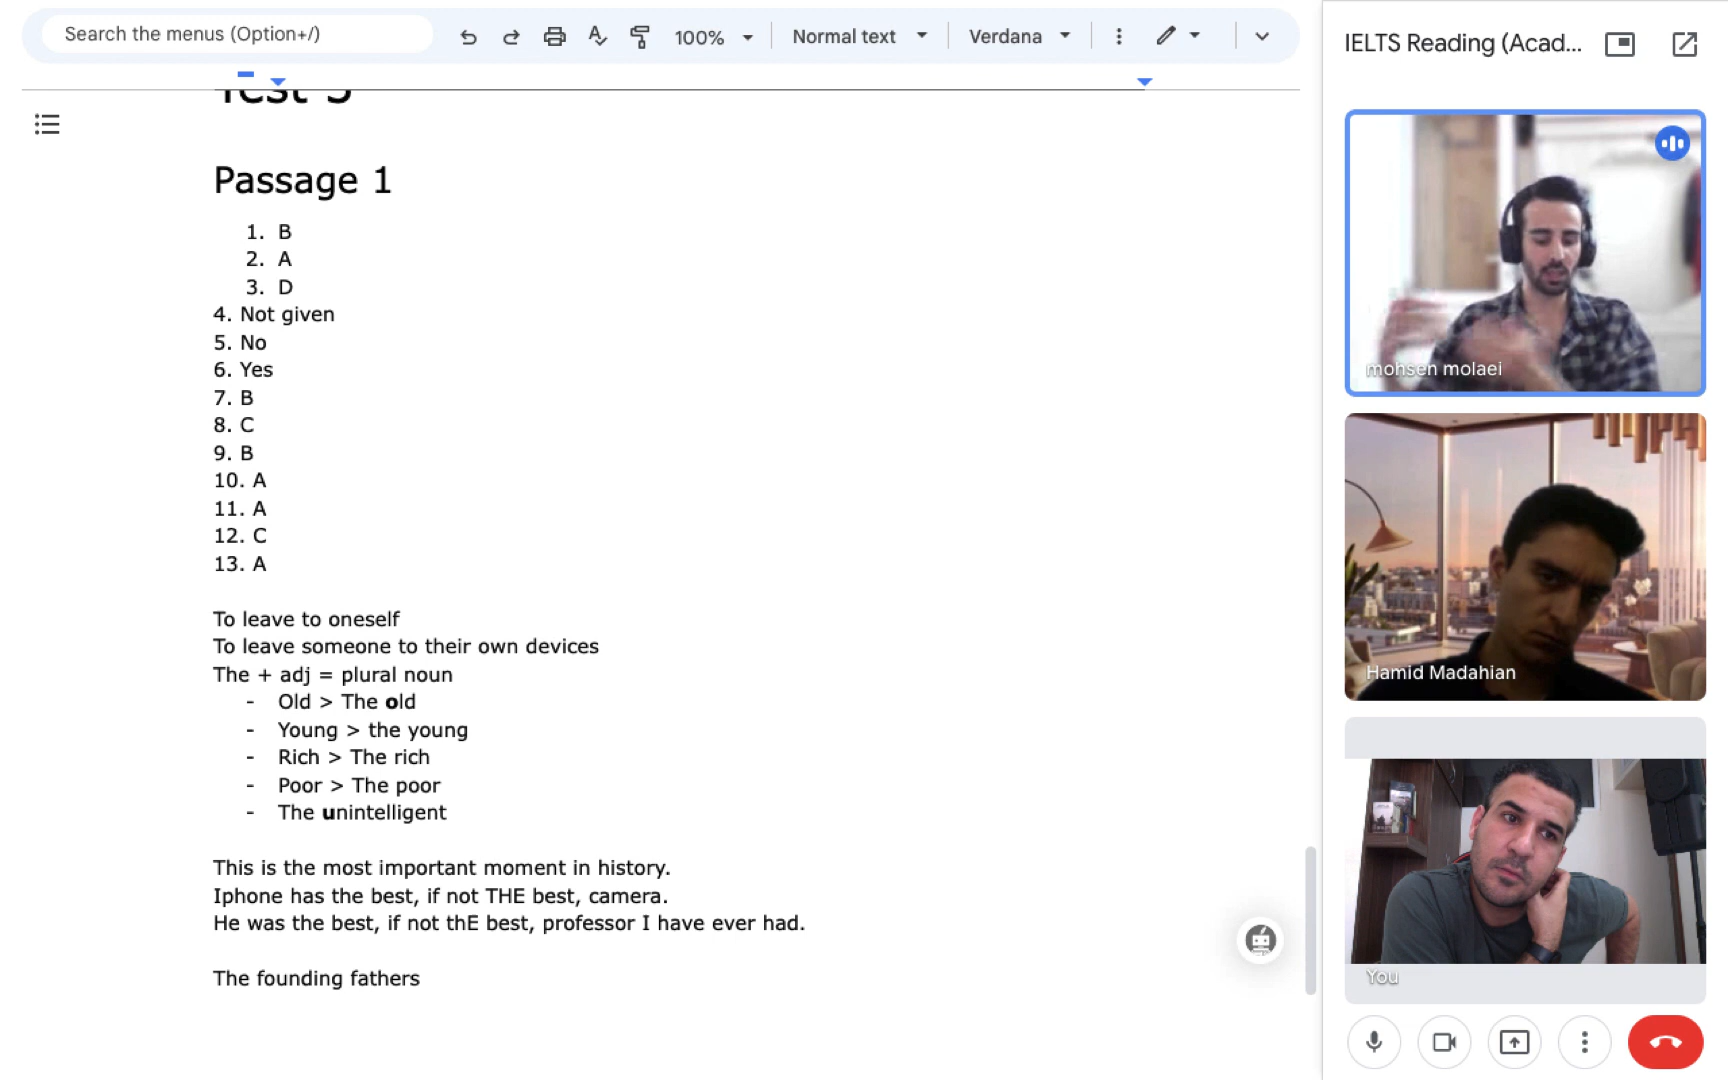 Search the menus (Option+/)
100%
Normal text
Verdana
IELTS Reading (Acad...
Test 3
Passage 1
1. B
2. A
3. D
4. Not given
5. No
6. Yes
7. B
8. C
9. B
10. A
11. A
12. C
13. A
To leave to oneself
To leave someone to their own devices
The + adj = plural noun
- Old > The old
- Young > the young
- Rich > The rich
- Poor > The poor
- The unintelligent
This is the most important moment in history.
Iphone has the best, if not THE best, camera.
He was the best, if not thE best, professor I have ever had.
The founding fathers
mohsen molaei
Hamid Madahian
You